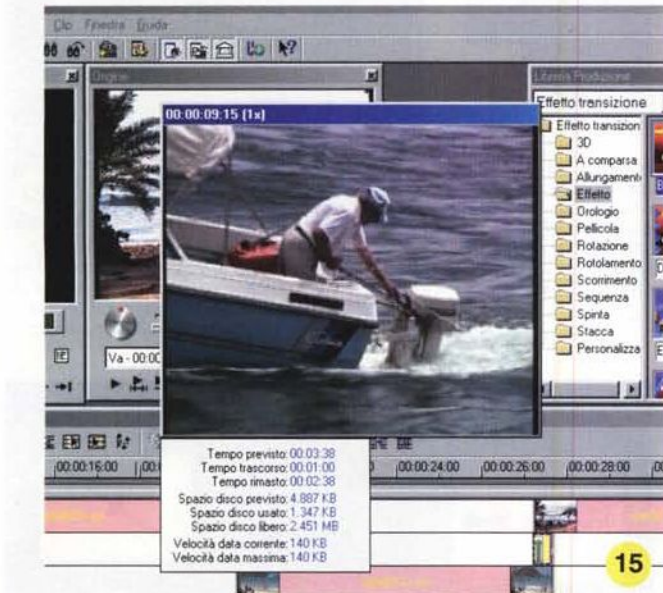 Clip Finestra Guida
Origine
Libreria Produzione
00:00:09:15 (1x)
Effetto transizione
Effetto transizion
3D
A comparsa
Allungament
Effetto
Orologio
Pellicola
Rotazione
Rotolamento
Scorrimento
Sequenza
Spinta
Stacca
Personalizza
Va - 00:00
Tempo previsto: 00:03:38
Tempo trascorso: 00:01:00
Tempo rimasto: 00:02:38
Spazio disco previsto: 4.887 KB
Spazio disco usato: 1.347 KB
Spazio disco libero: 2.451 MB
Velocità data corrente: 140 KB
Velocità data massima: 140 KB
00:00:16:00 00:00:24:00 00:00:26:00 00:00:28:00
15